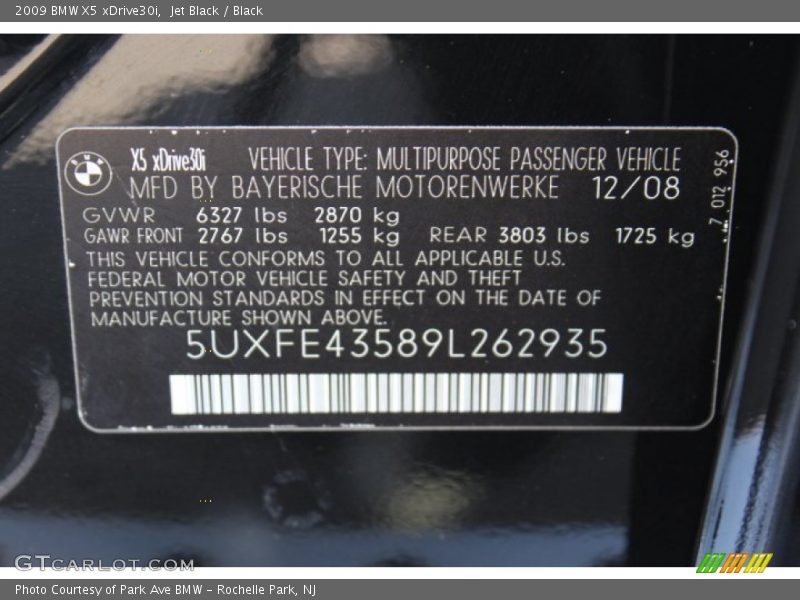 2009 BMW X5 xDrive30i, Jet Black / Black
X5 xDrive30i VEHICLE TYPE: MULTIPURPOSE PASSENGER VEHICLE
MFD BY BAYERISCHE MOTORENWERKE 12/08
GVWR 6327 lbs 2870 kg
GAWR FRONT 2767 lbs 1255 kg REAR 3803 lbs 1725 kg
THIS VEHICLE CONFORMS TO ALL APPLICABLE U.S.
FEDERAL MOTOR VEHICLE SAFETY AND THEFT
PREVENTION STANDARDS IN EFFECT ON THE DATE OF
MANUFACTURE SHOWN ABOVE.
5UXFE43589L262935
7 012 956
BMW
GTCARLOT.COM
Photo Courtesy of Park Ave BMW - Rochelle Park, NJ